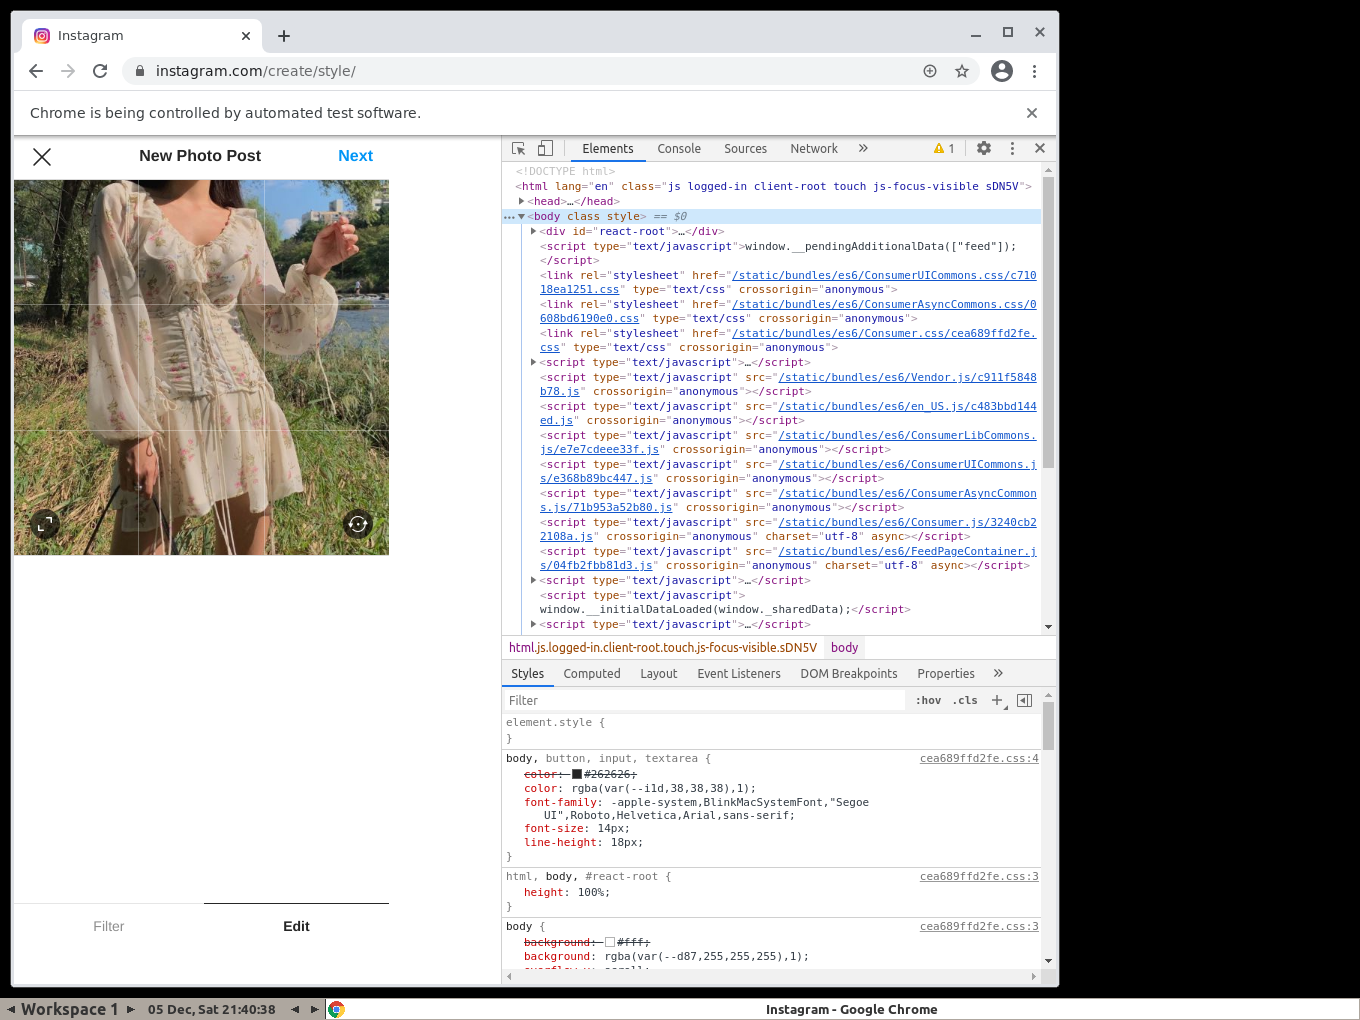 Instagram
instagram.com/create/style/
Chrome is being controlled by automated test software.
New Photo Post
Next
Filter
Edit
Elements Console Sources Network » 1
<!DOCTYPE html>
<html lang="en" class="js logged-in client-root touch js-focus-visible sDN5V">
<head>…</head>
<body class style> == $0
<div id="react-root">…</div>
<script type="text/javascript">window.__pendingAdditionalData(["feed"]);
</script>
<link rel="stylesheet" href="/static/bundles/es6/ConsumerUICommons.css/c710
18ea1251.css" type="text/css" crossorigin="anonymous">
<link rel="stylesheet" href="/static/bundles/es6/ConsumerAsyncCommons.css/0
608bd6190e0.css" type="text/css" crossorigin="anonymous">
<link rel="stylesheet" href="/static/bundles/es6/Consumer.css/cea689ffd2fe.
css" type="text/css" crossorigin="anonymous">
<script type="text/javascript">…</script>
<script type="text/javascript" src="/static/bundles/es6/Vendor.js/c911f5848
b78.js" crossorigin="anonymous"></script>
<script type="text/javascript" src="/static/bundles/es6/en_US.js/c483bbd144
ed.js" crossorigin="anonymous"></script>
<script type="text/javascript" src="/static/bundles/es6/ConsumerLibCommons.
js/e7e7cdeee33f.js" crossorigin="anonymous"></script>
<script type="text/javascript" src="/static/bundles/es6/ConsumerUICommons.j
s/e368b89bc447.js" crossorigin="anonymous"></script>
<script type="text/javascript" src="/static/bundles/es6/ConsumerAsyncCommon
s.js/71b953a52b80.js" crossorigin="anonymous"></script>
<script type="text/javascript" src="/static/bundles/es6/Consumer.js/3240cb2
2108a.js" crossorigin="anonymous" charset="utf-8" async></script>
<script type="text/javascript" src="/static/bundles/es6/FeedPageContainer.j
s/04fb2fbb81d3.js" crossorigin="anonymous" charset="utf-8" async></script>
<script type="text/javascript">…</script>
<script type="text/javascript">
window.__initialDataLoaded(window._sharedData);</script>
<script type="text/javascript">…</script>
html.js.logged-in.client-root.touch.js-focus-visible.sDN5V body
Styles Computed Layout Event Listeners DOM Breakpoints Properties »
Filter :hov .cls +
element.style {
}
body, button, input, textarea { cea689ffd2fe.css:4
color: #262626;
color: rgba(var(--i1d,38,38,38),1);
font-family: -apple-system,BlinkMacSystemFont,"Segoe
UI",Roboto,Helvetica,Arial,sans-serif;
font-size: 14px;
line-height: 18px;
}
html, body, #react-root { cea689ffd2fe.css:3
height: 100%;
}
body { cea689ffd2fe.css:3
background: #fff;
background: rgba(var(--d87,255,255,255),1);
Workspace 1 05 Dec, Sat 21:40:38 Instagram - Google Chrome